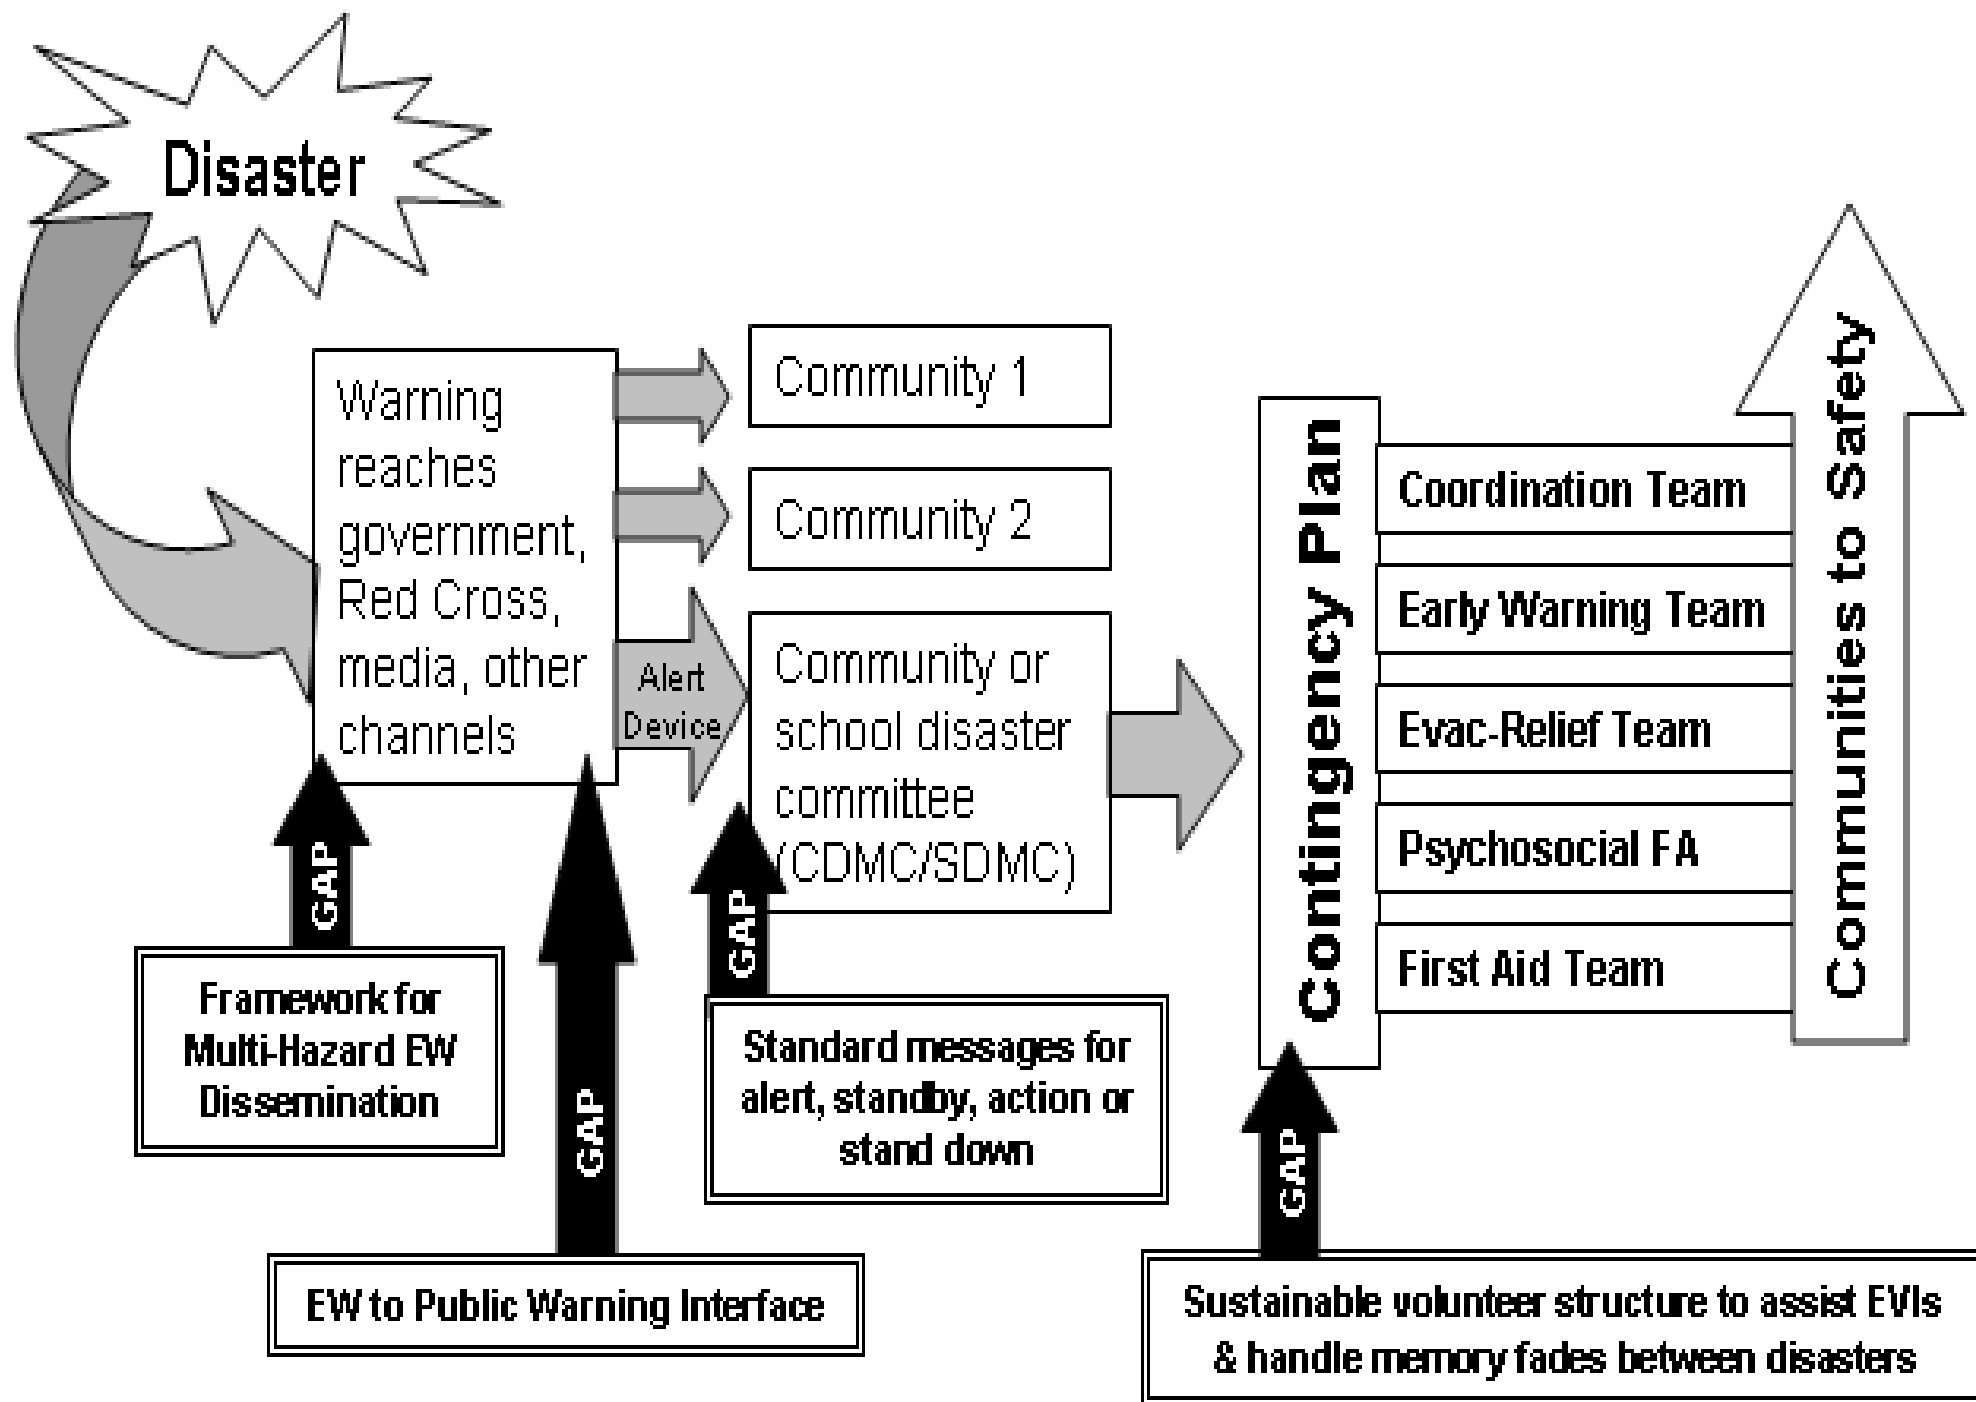 Disaster
Warning
reaches
government,
Red Cross,
media, other
channels
Community 1
Community 2
Alert
Device
Community or
school disaster
committee
(CDMC/SDMC)
Contingency Plan
Coordination Team
Early Warning Team
Evac-Relief Team
Psychosocial FA
First Aid Team
Communities to Safety
GAP
Framework for
Multi-Hazard EW
Dissemination
GAP
EW to Public Warning Interface
GAP
Standard messages for
alert, standby, action or
stand down
GAP
Sustainable volunteer structure to assist EVIs
& handle memory fades between disasters